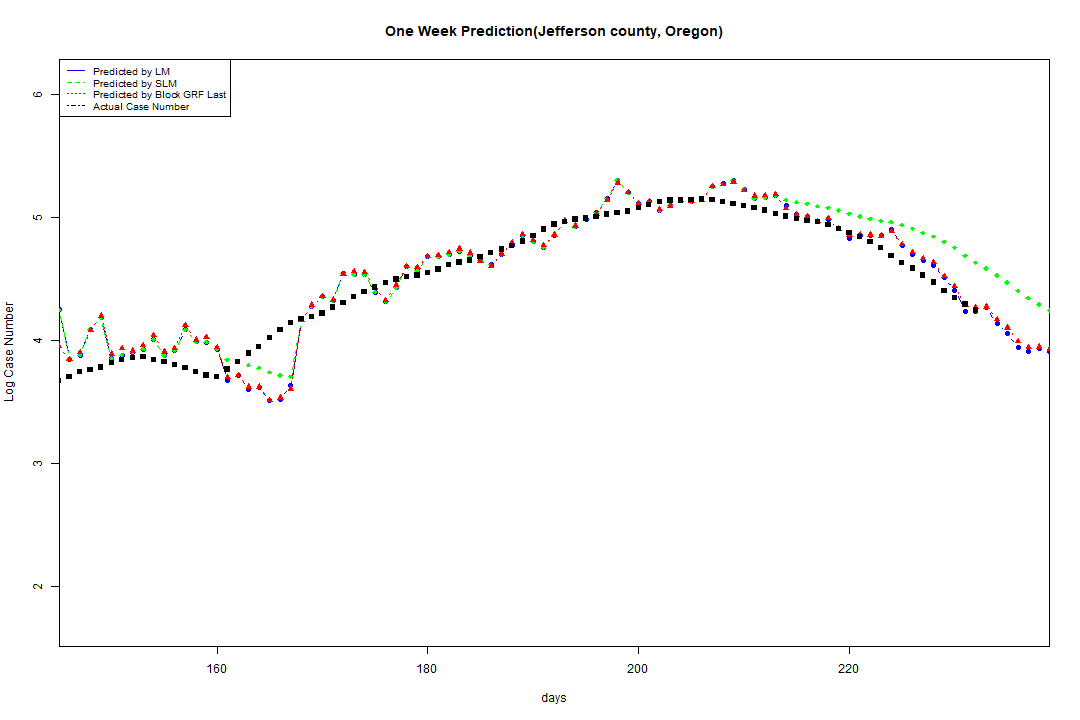 One Week Prediction(Jefferson county, Oregon)
Predicted by LM
Predicted by SLM
Predicted by Block GRF Last
Actual Case Number
6
5
4
3
2
Log Case Number
160
180
200
220
days